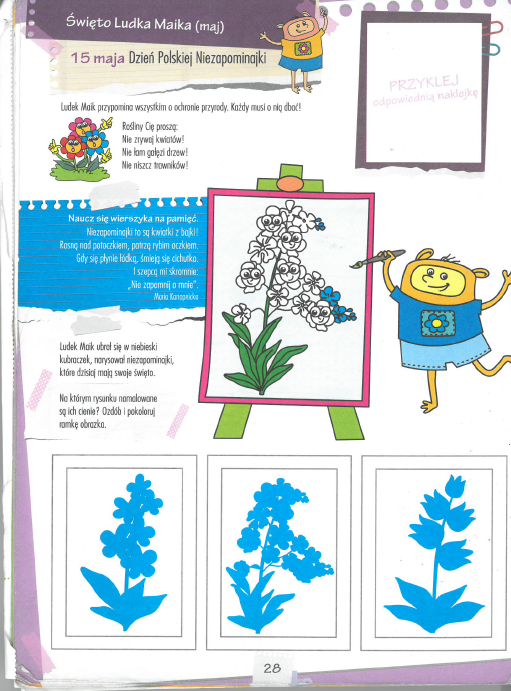 Święto Ludka Maika (maj)
15 maja Dzień Polskiej Niezapominajki
PRZYKLEJ
odpowiednią naklejkę
Ludek Maik przypomina wszystkim o ochronie przyrody. Każdy musi o nią dbać!
Rośliny Cię proszą:
Nie zrywaj kwiatów!
Nie łam gałęzi drzew!
Nie niszcz trawników!
Naucz się wierszyka na pamięć.
Niezapominajki to są kwiatki z bajki!
Rosną nad potoczkiem, patrzą rybim oczkiem.
Gdy się płynie łódką, śmieją się cichutko.
I szepcą mi skromnie:
„Nie zapomnij o mnie".
Maria Konopnicka
Ludek Maik ubrał się w niebieski
kubraczek, narysował niezapominajki,
które dzisiaj mają swoje święto.
Na którym rysunku namalowane
są ich cienie? Ozdób i pokoloruj
ramkę obrazka.
28